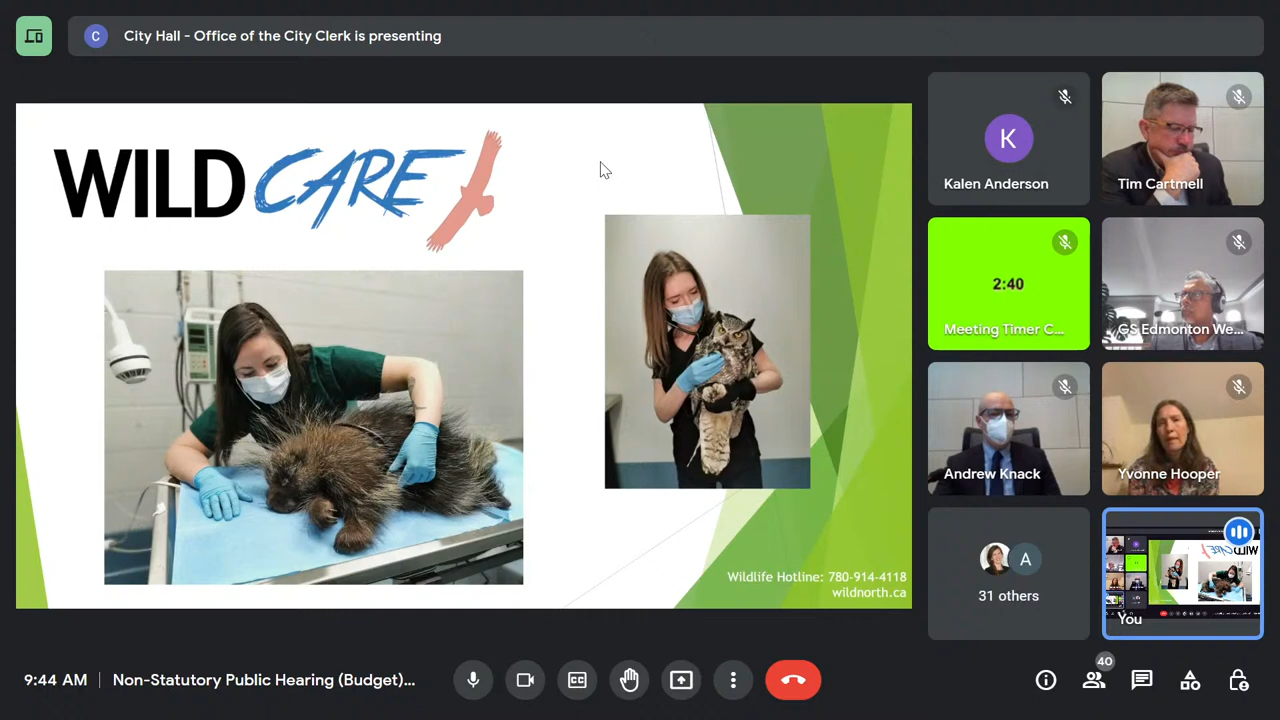 C
City Hall - Office of the City Clerk is presenting
WILDCARE
Wildlife Hotline: 780-914-4118
wildnorth.ca
K
Kalen Anderson
Tim Cartmell
2:40
Meeting Timer C...
GS Edmonton We...
Andrew Knack
Yvonne Hooper
A
31 others
You
9:44 AM
Non-Statutory Public Hearing (Budget)...
40